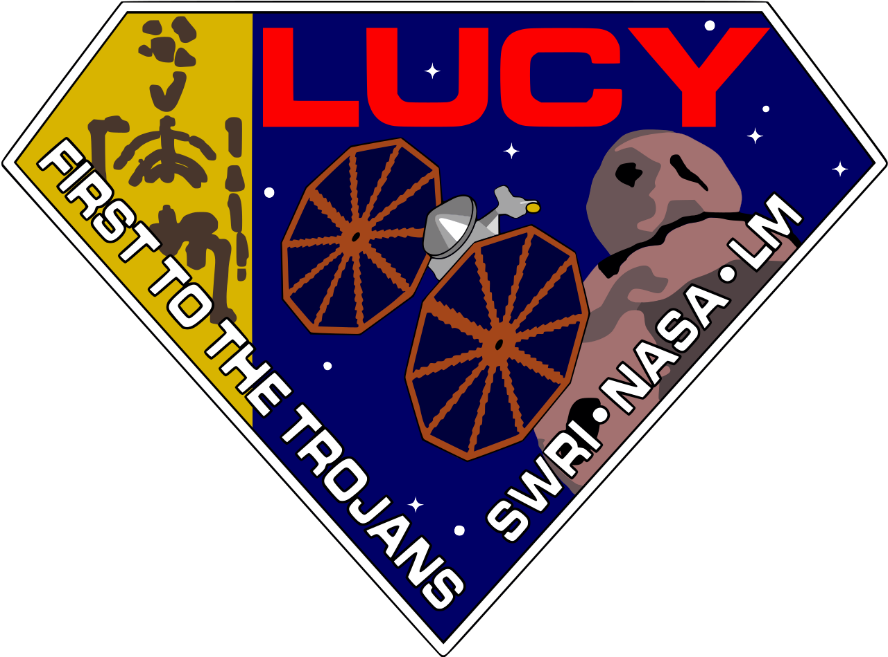 LUCY
FIRST TO THE TROJANS
SWRI•NASA•LM